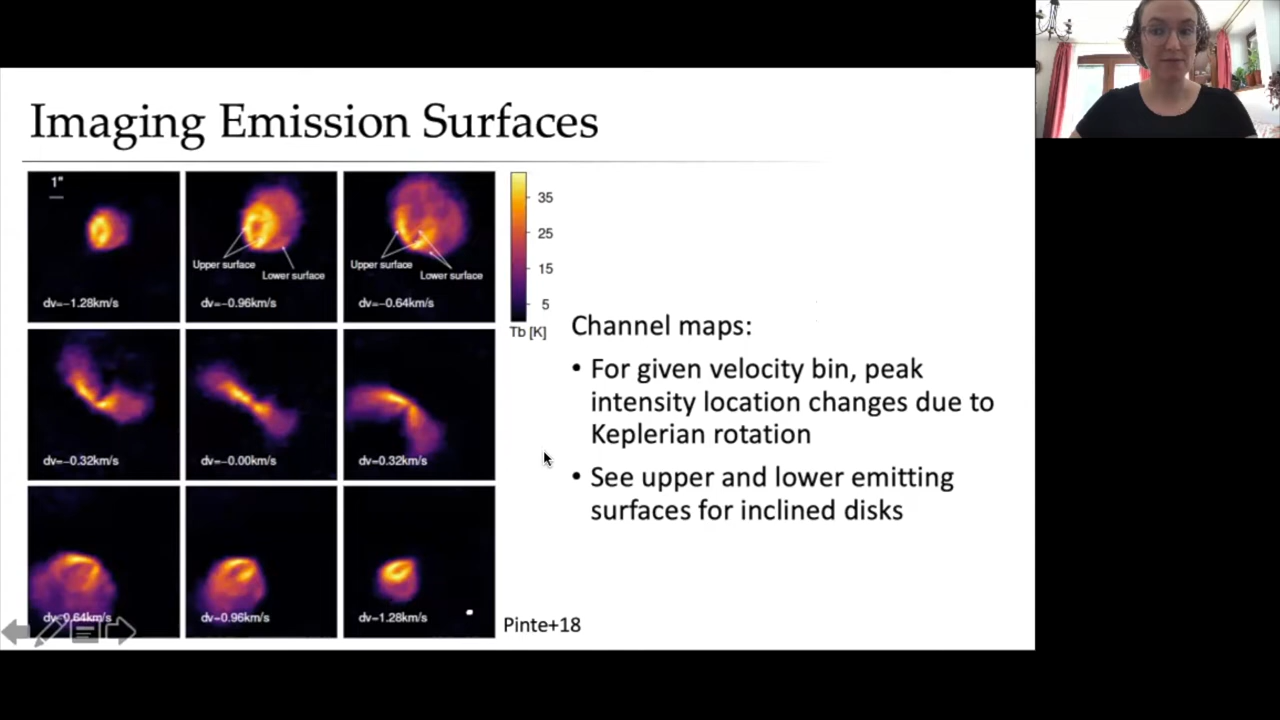 Imaging Emission Surfaces
1"
Upper surface
Lower surface
Upper surface
Lower surface
dv=−1.28km/s
dv=−0.96km/s
dv=−0.64km/s
35
25
15
5
Tb [K]
dv=−0.32km/s
dv=−0.00km/s
dv=0.32km/s
dv=0.64km/s
dv=0.96km/s
dv=1.28km/s
Channel maps:
• For given velocity bin, peak
intensity location changes due to
Keplerian rotation
• See upper and lower emitting
surfaces for inclined disks
Pinte+18